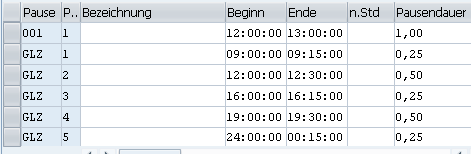 Pause P.. Bezeichnung Beginn Ende n.Std Pausendauer
001 1 12:00:00 13:00:00 1,00
GLZ 1 09:00:00 09:15:00 0,25
GLZ 2 12:00:00 12:30:00 0,50
GLZ 3 16:00:00 16:15:00 0,25
GLZ 4 19:00:00 19:30:00 0,50
GLZ 5 24:00:00 00:15:00 0,25